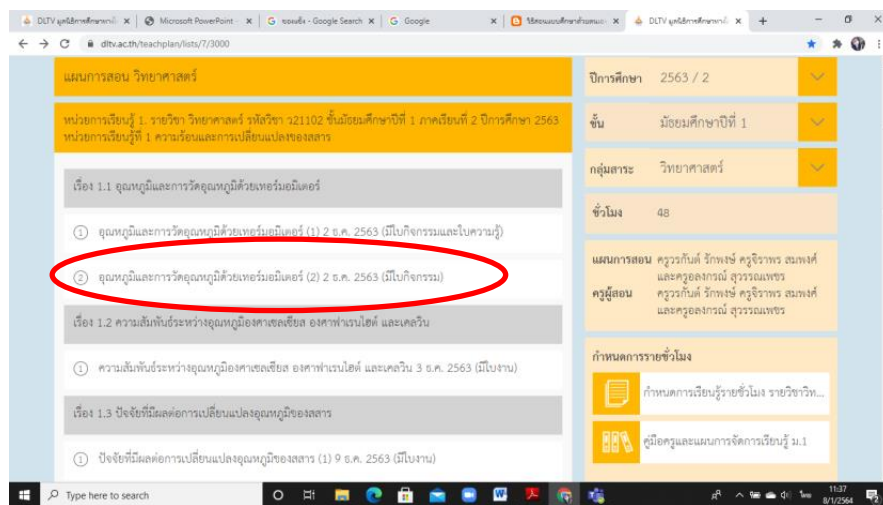 DLTV มูลนิธิการศึกษาทางไ
Microsoft PowerPoint
Google Search
Google
DLTV มูลนิธิการศึกษาทางไ
dltv.ac.th/teachplan/lists/7/3000
แผนการสอน วิทยาศาสตร์
หน่วยการเรียนรู้ 1. รายวิชา วิทยาศาสตร์ รหัสวิชา ว21102 ชั้นมัธยมศึกษาปีที่ 1 ภาคเรียนที่ 2 ปีการศึกษา 2563
หน่วยการเรียนรู้ที่ 1 ความร้อนและการเปลี่ยนแปลงของสสาร
เรื่อง 1.1 อุณหภูมิและการวัดอุณหภูมิด้วยเทอร์มอมิเตอร์
1 อุณหภูมิและการวัดอุณหภูมิด้วยเทอร์มอมิเตอร์ (1) 2 ธ.ค. 2563 (มีใบกิจกรรมและใบความรู้)
2 อุณหภูมิและการวัดอุณหภูมิด้วยเทอร์มอมิเตอร์ (2) 2 ธ.ค. 2563 (มีใบกิจกรรม)
เรื่อง 1.2 ความสัมพันธ์ระหว่างอุณหภูมิองศาเซลเซียส องศาฟาเรนไฮต์ และเคลวิน
1 ความสัมพันธ์ระหว่างอุณหภูมิองศาเซลเซียส องศาฟาเรนไฮต์ และเคลวิน 3 ธ.ค. 2563 (มีใบงาน)
เรื่อง 1.3 ปัจจัยที่มีผลต่อการเปลี่ยนแปลงอุณหภูมิของสสาร
1 ปัจจัยที่มีผลต่อการเปลี่ยนแปลงอุณหภูมิของสสาร (1) 9 ธ.ค. 2563 (มีใบงาน)
ปีการศึกษา 2563 / 2
ชั้น มัธยมศึกษาปีที่ 1
กลุ่มสาระ วิทยาศาสตร์
ชั่วโมง 48
แผนการสอน ครูวรกันต์ รักพงษ์ ครูจิราพร สมพงศ์
และครูอลงกรณ์ สุวรรณเพชร
ครูผู้สอน ครูวรกันต์ รักพงษ์ ครูจิราพร สมพงศ์
และครูอลงกรณ์ สุวรรณเพชร
กำหนดการรายชั่วโมง
กำหนดการเรียนรู้รายชั่วโมง รายวิชาวิท...
คู่มือครูและแผนการจัดการเรียนรู้ ม.1
Type here to search
11:37
8/1/2564